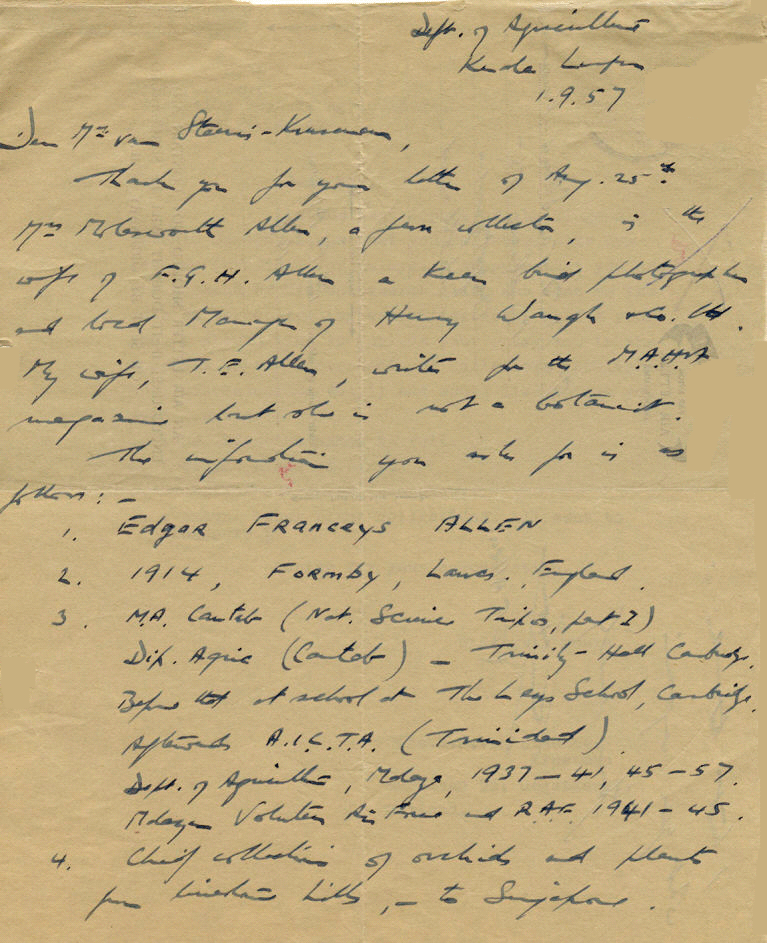 Dept. of Agriculture
Kuala Lumpur
1.9.57
Dear Mrs van Steenis-Kruseman,
Thank you for your letter of Aug. 25th.
Mrs Molesworth Allen, a fern collector, is the
wife of F.G.H. Allen a keen bird photographer
and local Manager of Henry Waugh & Co. Ltd.
My wife, T.E. Allen, writes for the M.A.H.A
magazine but she is not a botanist.
The information you ask for is as
follows: -
1. Edgar Franceys ALLEN
2. 1914, Formby, Lancs. England.
3. M.A. Cantab (Nat. Science Tripos, part I)
Dip. Agric (Cantab) - Trinity-Hall Cambridge.
Before that at school at The Leys School, Cambridge.
Afterwards A.I.C.T.A. (Trinidad).
Dept. of Agriculture, Malaya, 1937-41, 45-57.
Malayan Volunteer Air Force and R.A.F. 1941-45.
4. Chief collections of orchids and plants
from limestone hills, - to Singapore.